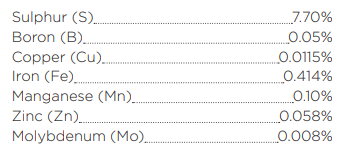 Sulphur (S)..........7.70%
Boron (B)..........0.05%
Copper (Cu)..........0.0115%
Iron (Fe)..........0.414%
Manganese (Mn)..........0.10%
Zinc (Zn)..........0.058%
Molybdenum (Mo)..........0.008%